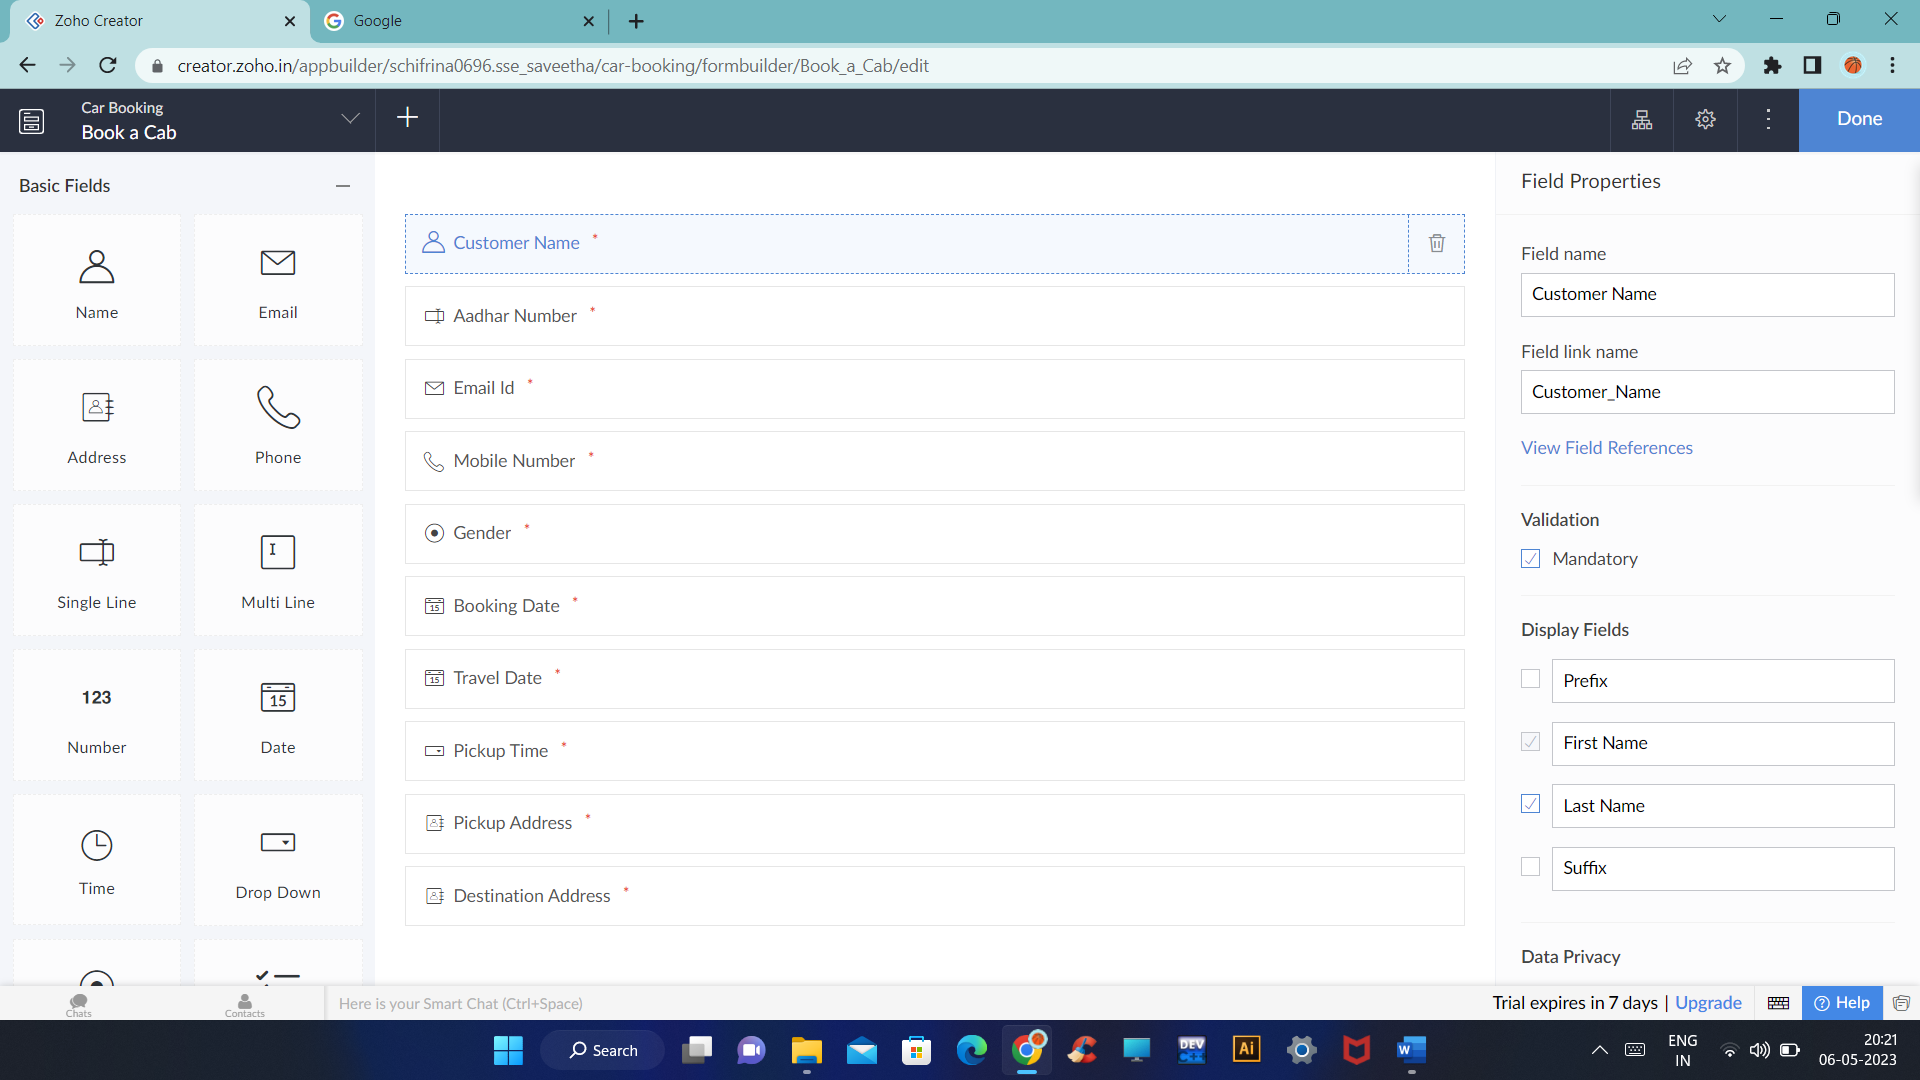 Zoho Creator
Google
creator.zoho.in/appbuilder/schifrina0696.sse_saveetha/car-booking/formbuilder/Book_a_Cab/edit
Car Booking
Book a Cab
Done
Basic Fields
Name
Email
Address
Phone
Single Line
Multi Line
123
Number
15
Date
Time
Drop Down
Customer Name *
Aadhar Number *
Email Id *
Mobile Number *
Gender *
15 Booking Date *
15 Travel Date *
Pickup Time *
Pickup Address *
Destination Address *
Field Properties
Field name
Customer Name
Field link name
Customer_Name
View Field References
Validation
Mandatory
Display Fields
Prefix
First Name
Last Name
Suffix
Data Privacy
Chats
Contacts
Here is your Smart Chat (Ctrl+Space)
Trial expires in 7 days | Upgrade
Help
Search
DEV
C++
Ai
W
ENG
IN
20:21
06-05-2023